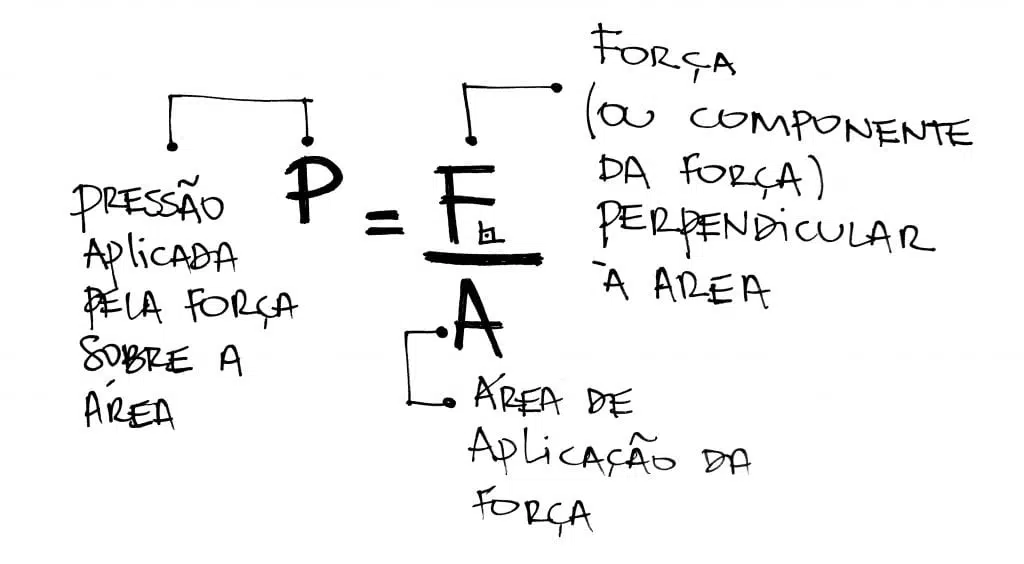 PRESSÃO
APLICADA
PELA FORÇA
SOBRE A
ÁREA
P = F
A
FORÇA
(OU COMPONENTE
DA FORÇA)
PERPENDICULAR
À AREA
ÁREA DE
APLICAÇÃO DA
FORÇA